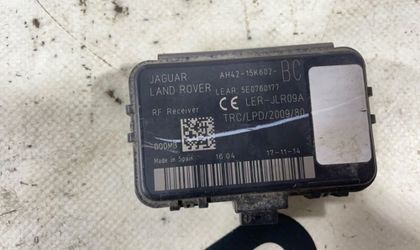 JAGUAR AH42-15K602- BC
LAND ROVER LEAR 5E0760177
RF Receiver CE LER-JLR09A
TRC/LPD/2009/80
000MB
Made in Spain 16 04 17-11-14